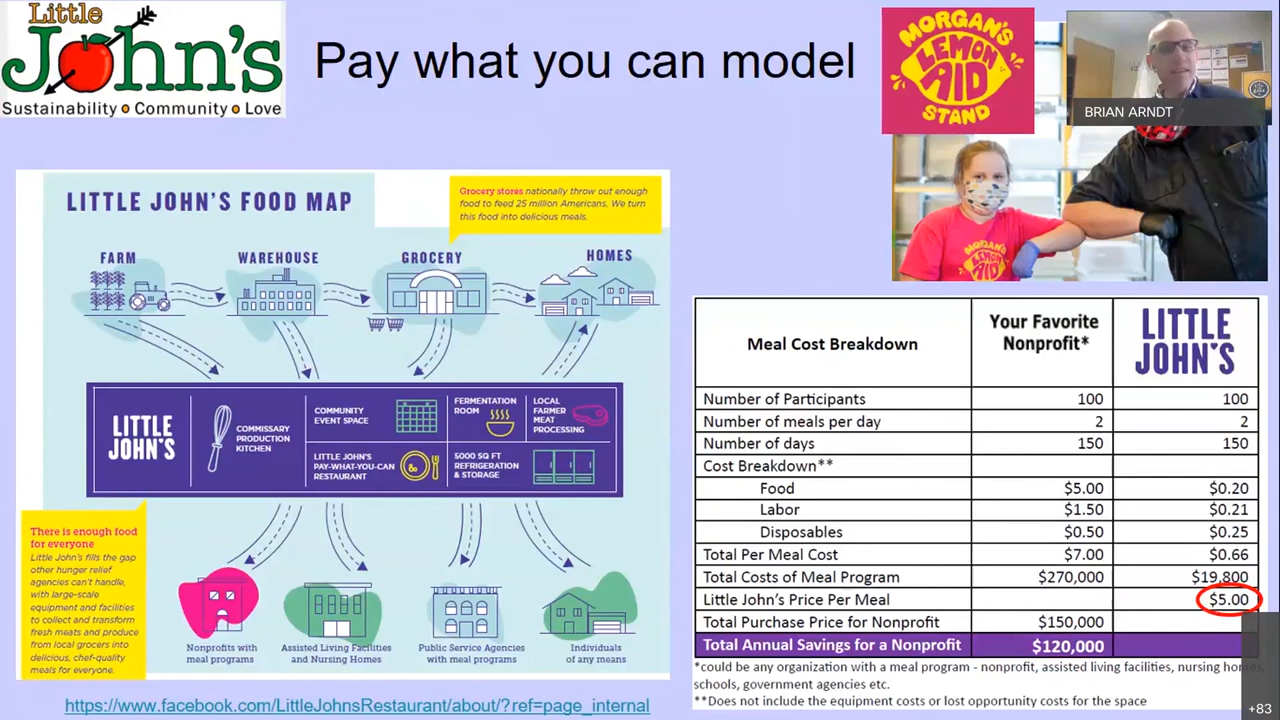 Little
John's
Sustainability • Community • Love
Pay what you can model
MORGAN'S
LEMON
AID
STAND
BRIAN ARNDT
MORGAN'S
LEMON
AID
LITTLE JOHN'S FOOD MAP
Grocery stores nationally throw out enough
food to feed 25 million Americans. We turn
this food into delicious meals.
FARM
WAREHOUSE
GROCERY
HOMES
LITTLE
JOHN'S
COMMISSARY
PRODUCTION
KITCHEN
COMMUNITY
EVENT SPACE
FERMENTATION
ROOM
LOCAL
FARMER
MEAT
PROCESSING
LITTLE JOHN'S
PAY-WHAT-YOU-CAN
RESTAURANT
5000 SQ FT
REFRIGERATION
& STORAGE
There is enough food
for everyone
Little John's fills the gap
other hunger relief
agencies can't handle,
with large-scale
equipment and facilities
to collect and transform
fresh meats and produce
from local grocers into
delicious, chef-quality
meals for everyone.
Nonprofits with
meal programs
Assisted Living Facilities
and Nursing Homes
Public Service Agencies
with meal programs
Individuals
of any means
https://www.facebook.com/LittleJohnsRestaurant/about/?ref=page_internal
Meal Cost Breakdown
Your Favorite
Nonprofit*
LITTLE
JOHN'S
Number of Participants 100 100
Number of meals per day 2 2
Number of days 150 150
Cost Breakdown**
Food $5.00 $0.20
Labor $1.50 $0.21
Disposables $0.50 $0.25
Total Per Meal Cost $7.00 $0.66
Total Costs of Meal Program $270,000 $19,800
Little John's Price Per Meal $5.00
Total Purchase Price for Nonprofit $150,000
Total Annual Savings for a Nonprofit $120,000
*could be any organization with a meal program - nonprofit, assisted living facilities, nursing homes,
schools, government agencies etc.
**Does not include the equipment costs or lost opportunity costs for the space
+83